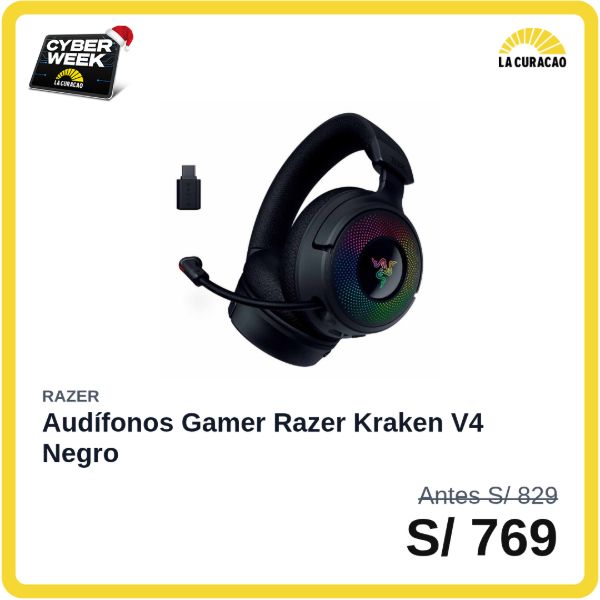 CYBER
WEEK
LA CURACAO
LA CURACAO
RAZER
Audífonos Gamer Razer Kraken V4
Negro
Antes S/ 829
S/ 769